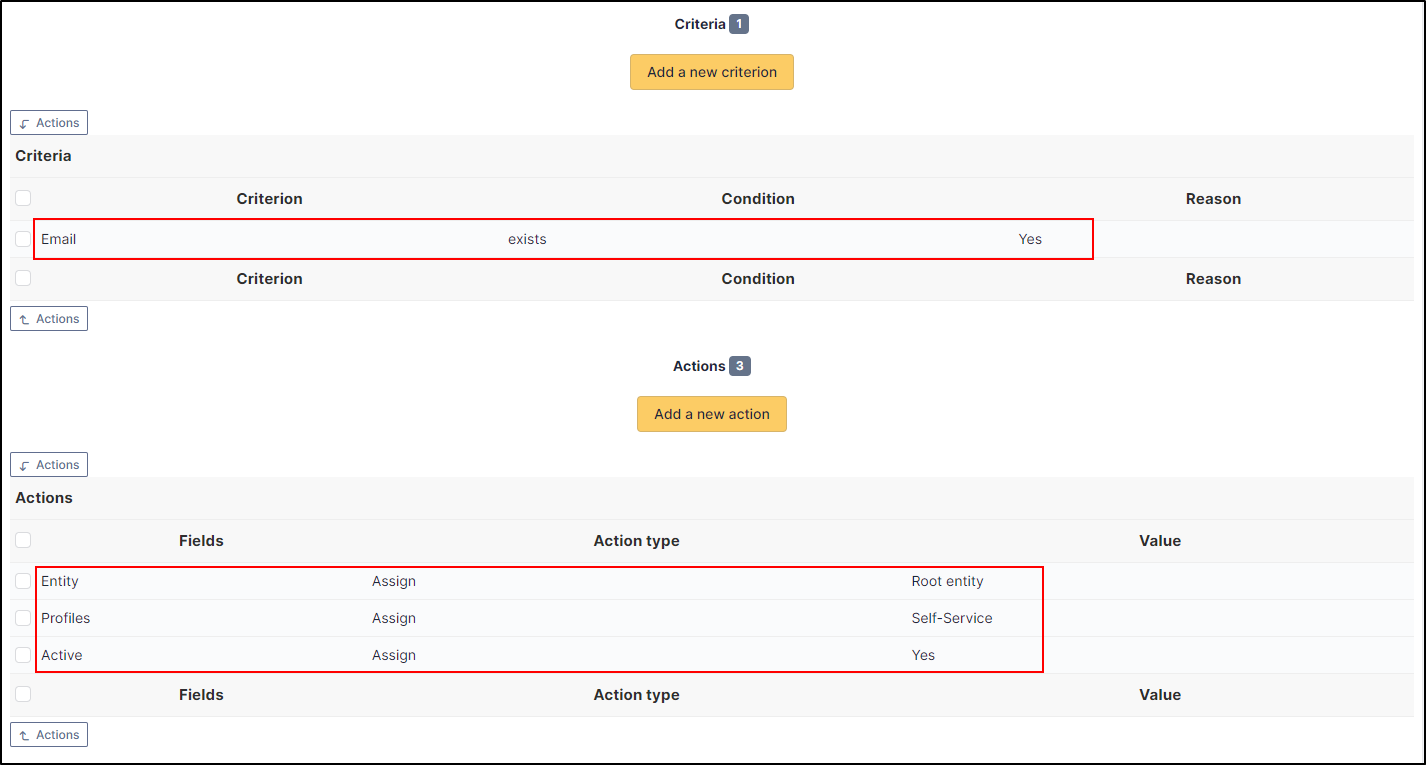 Criteria 1
Add a new criterion
Actions
Criteria
Criterion Condition Reason
Email exists Yes
Criterion Condition Reason
Actions
Actions 3
Add a new action
Actions
Actions
Fields Action type Value
Entity Assign Root entity
Profiles Assign Self-Service
Active Assign Yes
Fields Action type Value
Actions